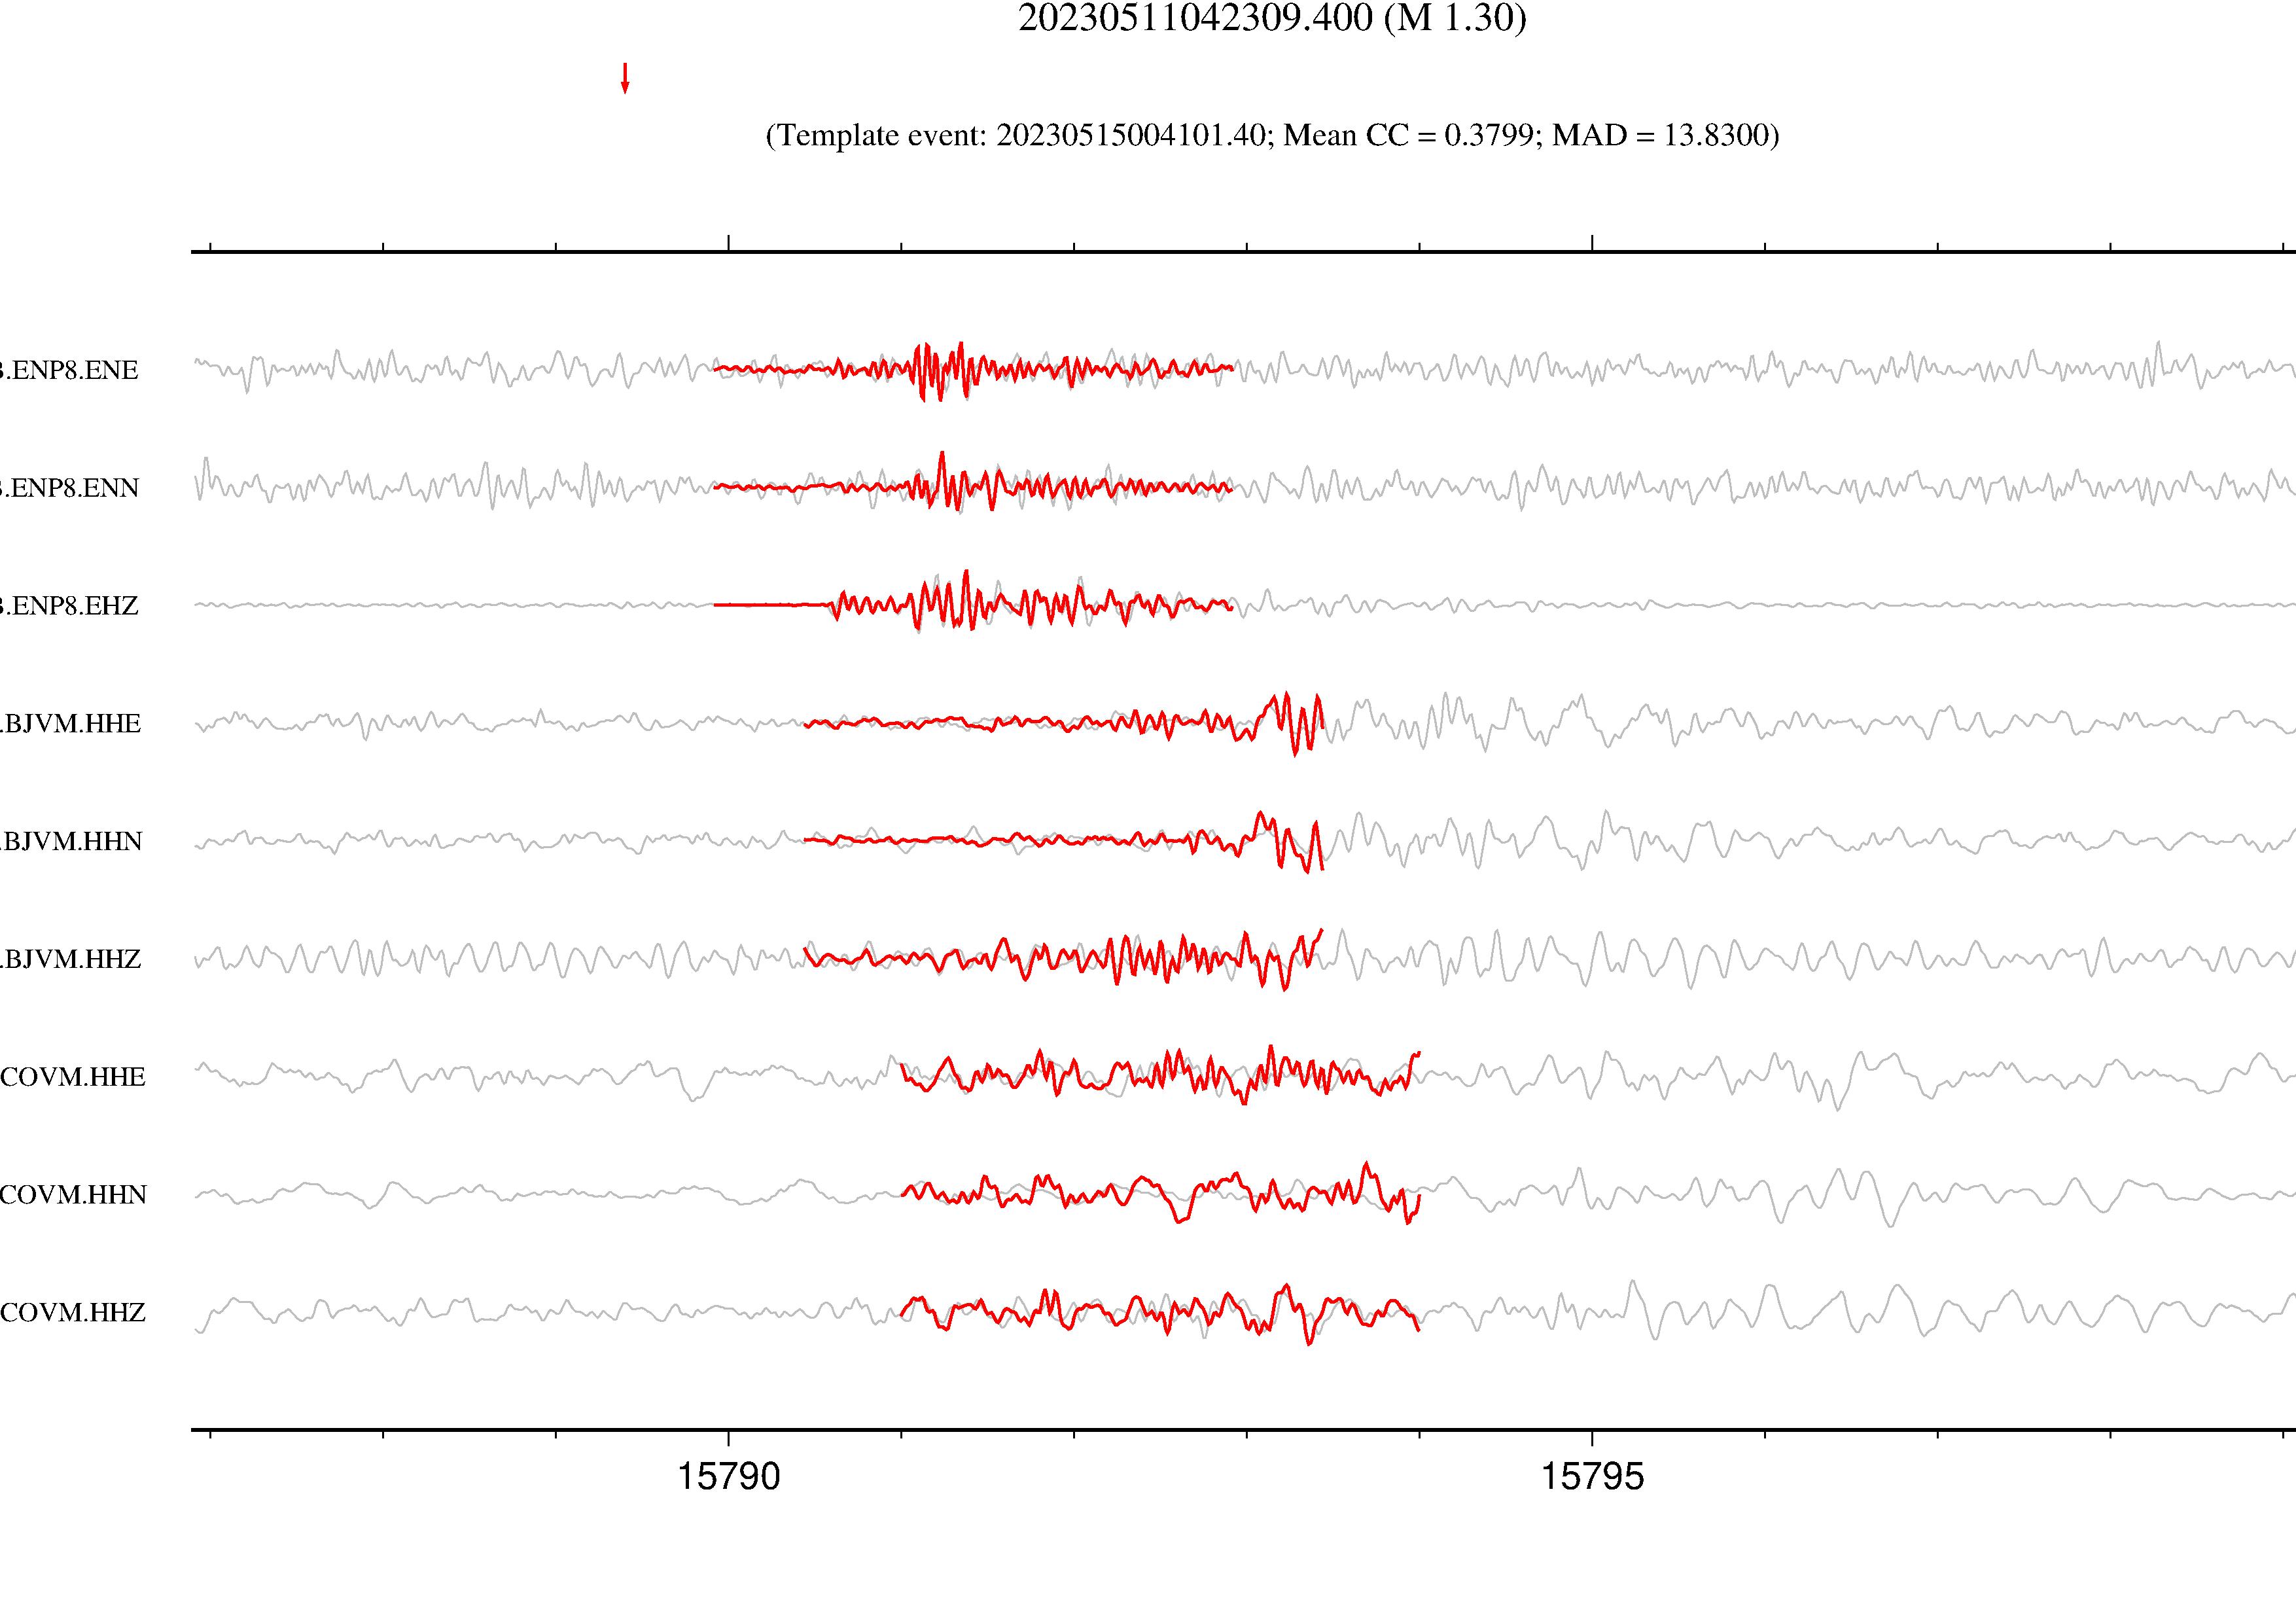 20230511042309.400 (M 1.30)
(Template event: 20230515004101.40; Mean CC = 0.3799; MAD = 13.8300)
.ENP8.ENE
.ENP8.ENN
.ENP8.EHZ
.BJVM.HHE
.BJVM.HHN
.BJVM.HHZ
COVM.HHE
COVM.HHN
COVM.HHZ
15790 15795